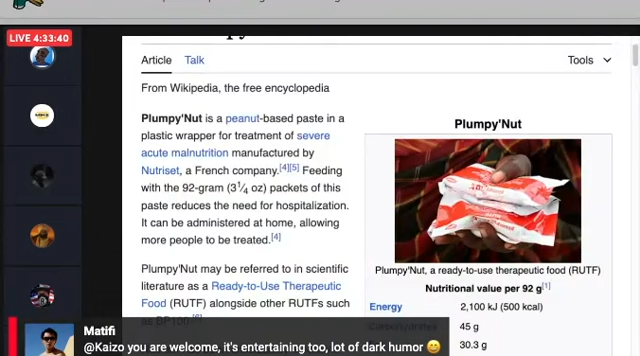 LIVE 4:33:40
Article
Talk
Tools
From Wikipedia, the free encyclopedia
Plumpy'Nut is a peanut-based paste in a
plastic wrapper for treatment of severe
acute malnutrition manufactured by
Nutriset, a French company.[4][5] Feeding
with the 92-gram (3 1⁄4 oz) packets of this
paste reduces the need for hospitalization.
It can be administered at home, allowing
more people to be treated.[4]
Plumpy'Nut may be referred to in scientific
literature as a Ready-to-Use Therapeutic
Food (RUTF) alongside other RUTFs such
as BP100.[6]
Plumpy'Nut
Plumpy'Nut, a ready-to-use therapeutic food (RUTF)
Nutritional value per 92 g[1]
Energy 2,100 kJ (500 kcal)
Carbohydrates 45 g
30.3 g
Matifi
@Kaizo you are welcome, it's entertaining too, lot of dark humor 😄